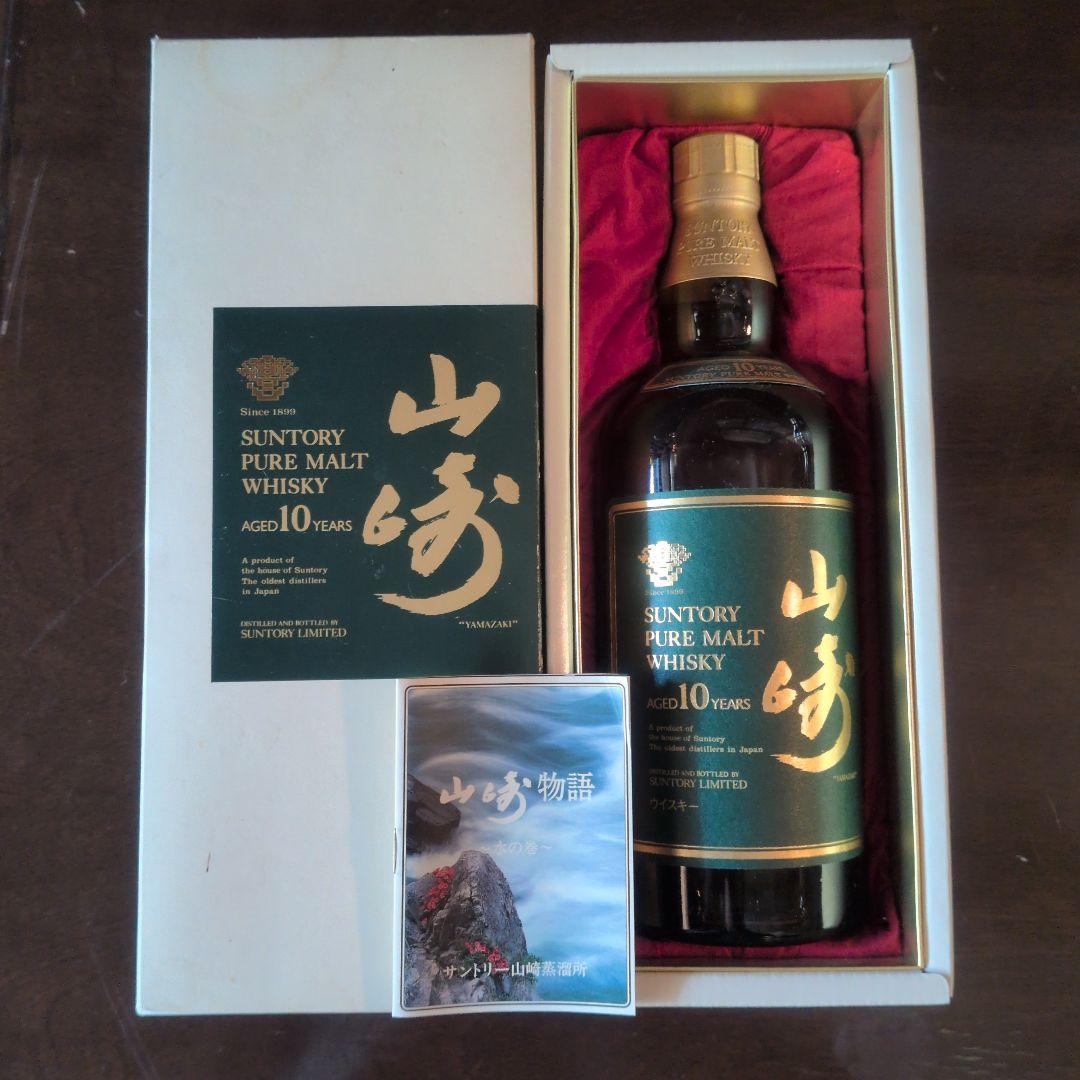 Since 1899
SUNTORY
PURE MALT
WHISKY
AGED 10 YEARS
A product of
the house of Suntory
The oldest distillers
in Japan
DISTILLED AND BOTTLED BY
SUNTORY LIMITED
山崎
"YAMAZAKI"
山崎物語
~水の巻~
サントリー山崎蒸溜所
SUNTORY
PURE MALT
WHISKY
AGED 10 YEARS
SUNTORY PURE MALT
Since 1899
SUNTORY
PURE MALT
WHISKY
AGED 10 YEARS
A product of
the house of Suntory
The oldest distillers in Japan
DISTILLED AND BOTTLED BY
SUNTORY LIMITED
ウイスキー
山崎
"YAMAZAKI"